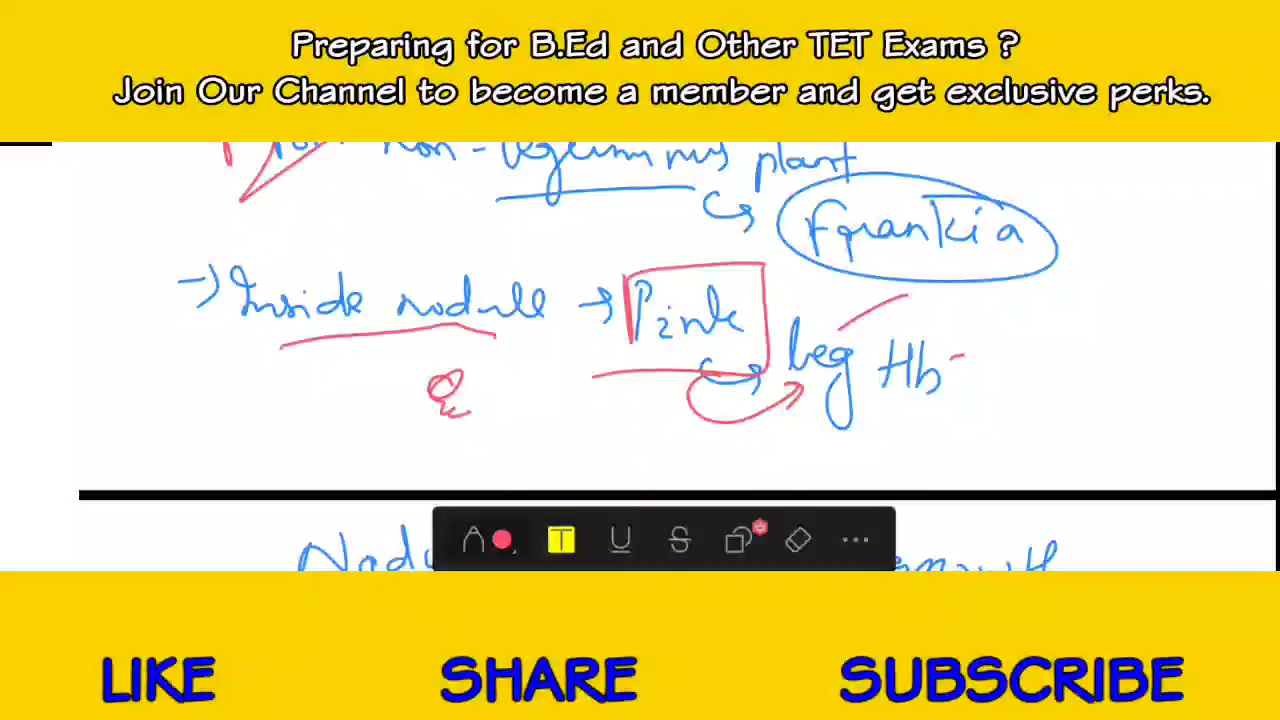 Preparing for B.Ed and Other TET Exams ?
Join Our Channel to become a member and get exclusive perks.
non-leguminus plant
Frankia
→ Inside nodule → Pink
leg Hb
T U S
LIKE SHARE SUBSCRIBE